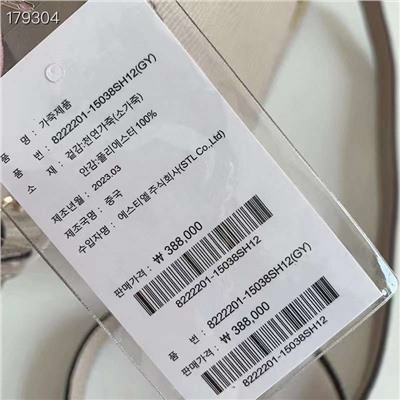 179304
품 명 : 가죽제품
품 번 : 8222201-15038SH12(GY)
소 재 : 겉감:천연가죽(소가죽)
안감:폴리에스터 100%
제조년월 : 2023.03
제조국명 : 중국
수입자명 : 에스티엘 주식회사(STL Co.,Ltd)
판매가격 : ₩ 388,000
8222201-15038SH12
품 번 : 8222201-15038SH12(GY)
판매가격 : ₩ 388,000
8222201-15038SH12